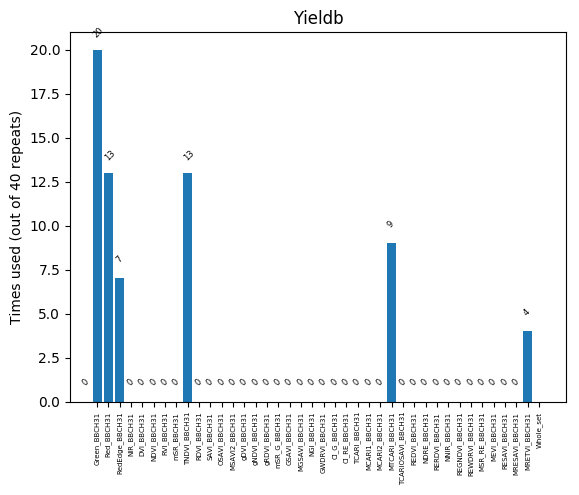 Yieldb
Times used (out of 40 repeats)
20.0
17.5
15.0
12.5
10.0
7.5
5.0
2.5
0.0
0 20 13 7 0 0 0 0 0 13 0 0 0 0 0 0 0 0 0 0 0 0 0 0 0 0 0 9 0 0 0 0 0 0 0 0 0 0 0 4
Green_BBCH31
Red_BBCH31
RedEdge_BBCH31
NIR_BBCH31
DVI_BBCH31
NDVI_BBCH31
RVI_BBCH31
mSR_BBCH31
TNDVI_BBCH31
RDVI_BBCH31
SAVI_BBCH31
OSAVI_BBCH31
MSAVI2_BBCH31
gDVI_BBCH31
gNDVI_BBCH31
gRDVI_BBCH31
mSR_G_BBCH31
GSAVI_BBCH31
MGSAVI_BBCH31
NGI_BBCH31
GWDRVI_BBCH31
CI_G_BBCH31
CI_RE_BBCH31
TCARI_BBCH31
MCARI1_BBCH31
MCARI2_BBCH31
MTCARI_BBCH31
TCARIOSAVI_BBCH31
REDVI_BBCH31
NDRE_BBCH31
RERDVI_BBCH31
NNIR_BBCH31
REGNDVI_BBCH31
REWDRVI_BBCH31
MSR_RE_BBCH31
MEVI_BBCH31
RESAVI_BBCH31
MRESAVI_BBCH31
MRETVI_BBCH31
Whole_set